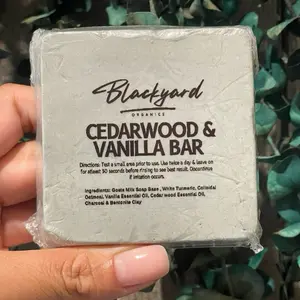 Blackyard
ORGANICS
CEDARWOOD &
VANILLA BAR
Directions: Test a small area prior to use. Use twice a day & leave on
for atleast 30 seconds before rinsing to see best result. Discontinue
if irritation occurs.
Ingredients: Goats Milk Soap Base , White Turmeric, Colloidal
Oatmeal, Vanilla Essential Oil, Cedar wood Essential Oil,
Charcoal & Bentonite Clay